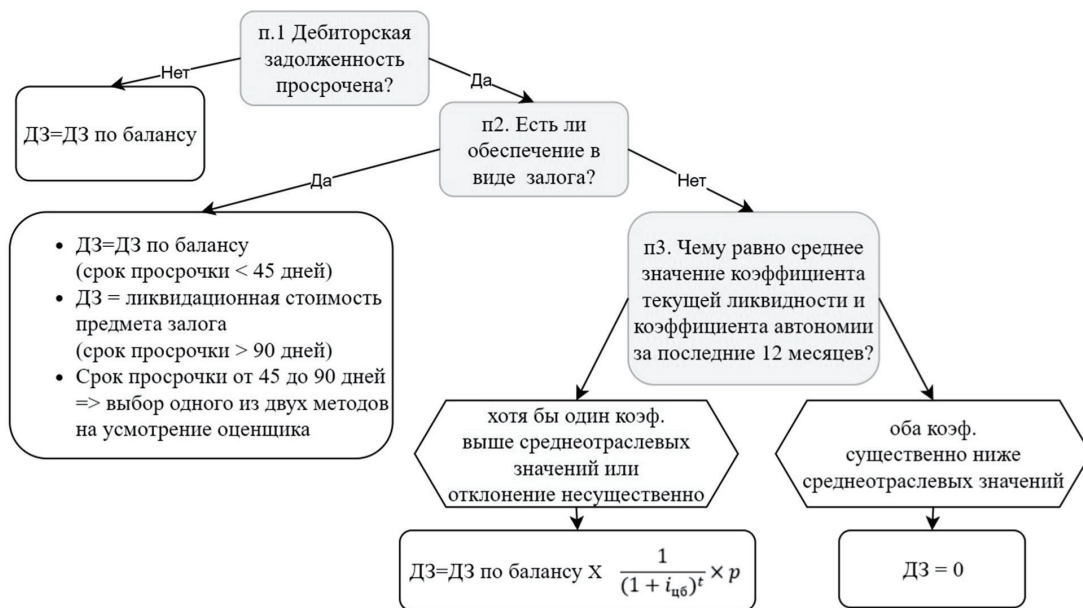 п.1 Дебиторская
задолженность
просрочена?
Нет
Да
ДЗ=ДЗ по балансу
п2. Есть ли
обеспечение в
виде залога?
Да
Нет
• ДЗ=ДЗ по балансу
(срок просрочки < 45 дней)
• ДЗ = ликвидационная стоимость
предмета залога
(срок просрочки > 90 дней)
• Срок просрочки от 45 до 90 дней
=> выбор одного из двух методов
на усмотрение оценщика
п3. Чему равно среднее
значение коэффициента
текущей ликвидности и
коэффициента автономии
за последние 12 месяцев?
хотя бы один коэф.
выше среднеотраслевых
значений или
отклонение несущественно
оба коэф.
существенно ниже
среднеотраслевых значений
ДЗ=ДЗ по балансу X 1/(1 + iцб)^t × p
ДЗ = 0